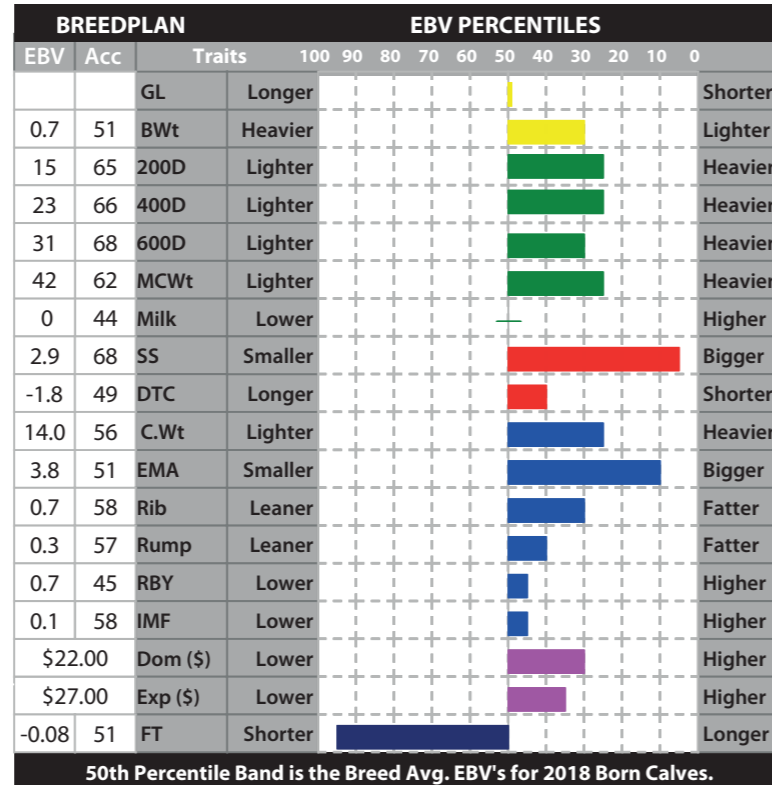 BREEDPLAN EBV PERCENTILES
EBV Acc Traits 100 90 80 70 60 50 40 30 20 10 0
GL Longer Shorter
0.7 51 BWt Heavier Lighter
15 65 200D Lighter Heavier
23 66 400D Lighter Heavier
31 68 600D Lighter Heavier
42 62 MCWt Lighter Heavier
0 44 Milk Lower Higher
2.9 68 SS Smaller Bigger
-1.8 49 DTC Longer Shorter
14.0 56 C.Wt Lighter Heavier
3.8 51 EMA Smaller Bigger
0.7 58 Rib Leaner Fatter
0.3 57 Rump Leaner Fatter
0.7 45 RBY Lower Higher
0.1 58 IMF Lower Higher
$22.00 Dom ($) Lower Higher
$27.00 Exp ($) Lower Higher
-0.08 51 FT Shorter Longer
50th Percentile Band is the Breed Avg. EBV's for 2018 Born Calves.